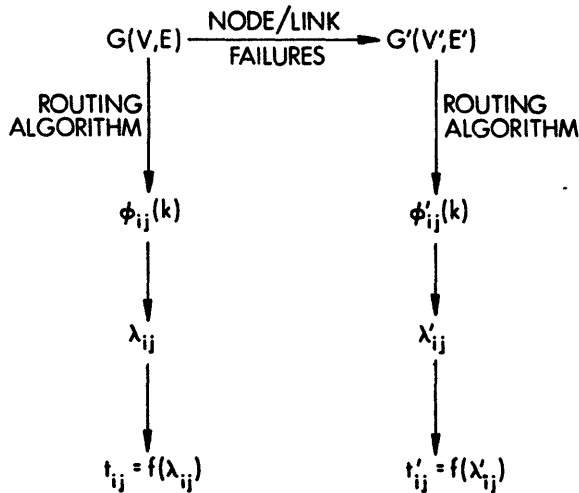 G(V,E) NODE/LINK FAILURES G'(V',E')
ROUTING ALGORITHM ROUTING ALGORITHM
ϕij(k) ϕ'ij(k)
λij λ'ij
tij = f(λij) t'ij = f(λ'ij)